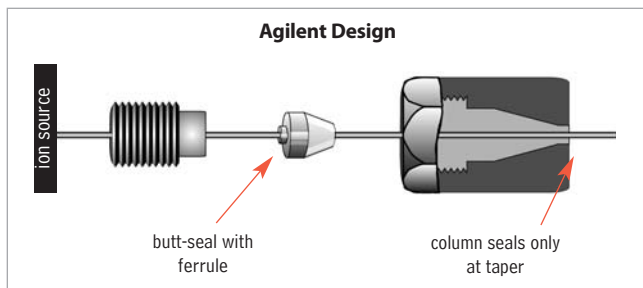 Agilent Design
ion source
butt-seal with
ferrule
column seals only
at taper